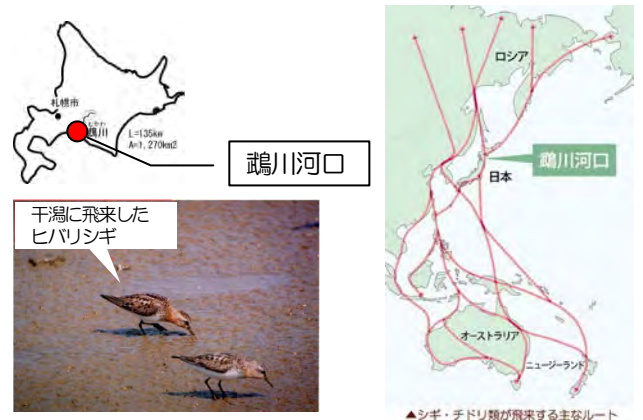 札幌市
むかわ
鵡川
L=135km
A=1,270km2
鵡川河口
干潟に飛来した
ヒバリシギ
ロシア
鵡川河口
日本
オーストラリア
ニュージーランド
▲シギ・チドリ類が飛来する主なルート